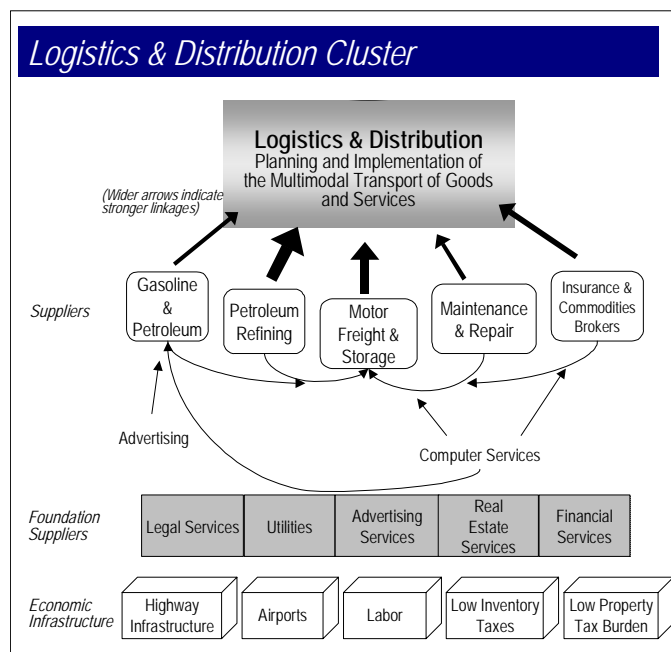 Logistics & Distribution Cluster
Logistics & Distribution
Planning and Implementation of
the Multimodal Transport of Goods
and Services
(Wider arrows indicate
stronger linkages)
Suppliers
Gasoline
&
Petroleum
Petroleum
Refining
Motor
Freight &
Storage
Maintenance
& Repair
Insurance &
Commodities
Brokers
Advertising
Computer Services
Foundation
Suppliers
Legal Services
Utilities
Advertising
Services
Real
Estate
Services
Financial
Services
Economic
Infrastructure
Highway
Infrastructure
Airports
Labor
Low Inventory
Taxes
Low Property
Tax Burden